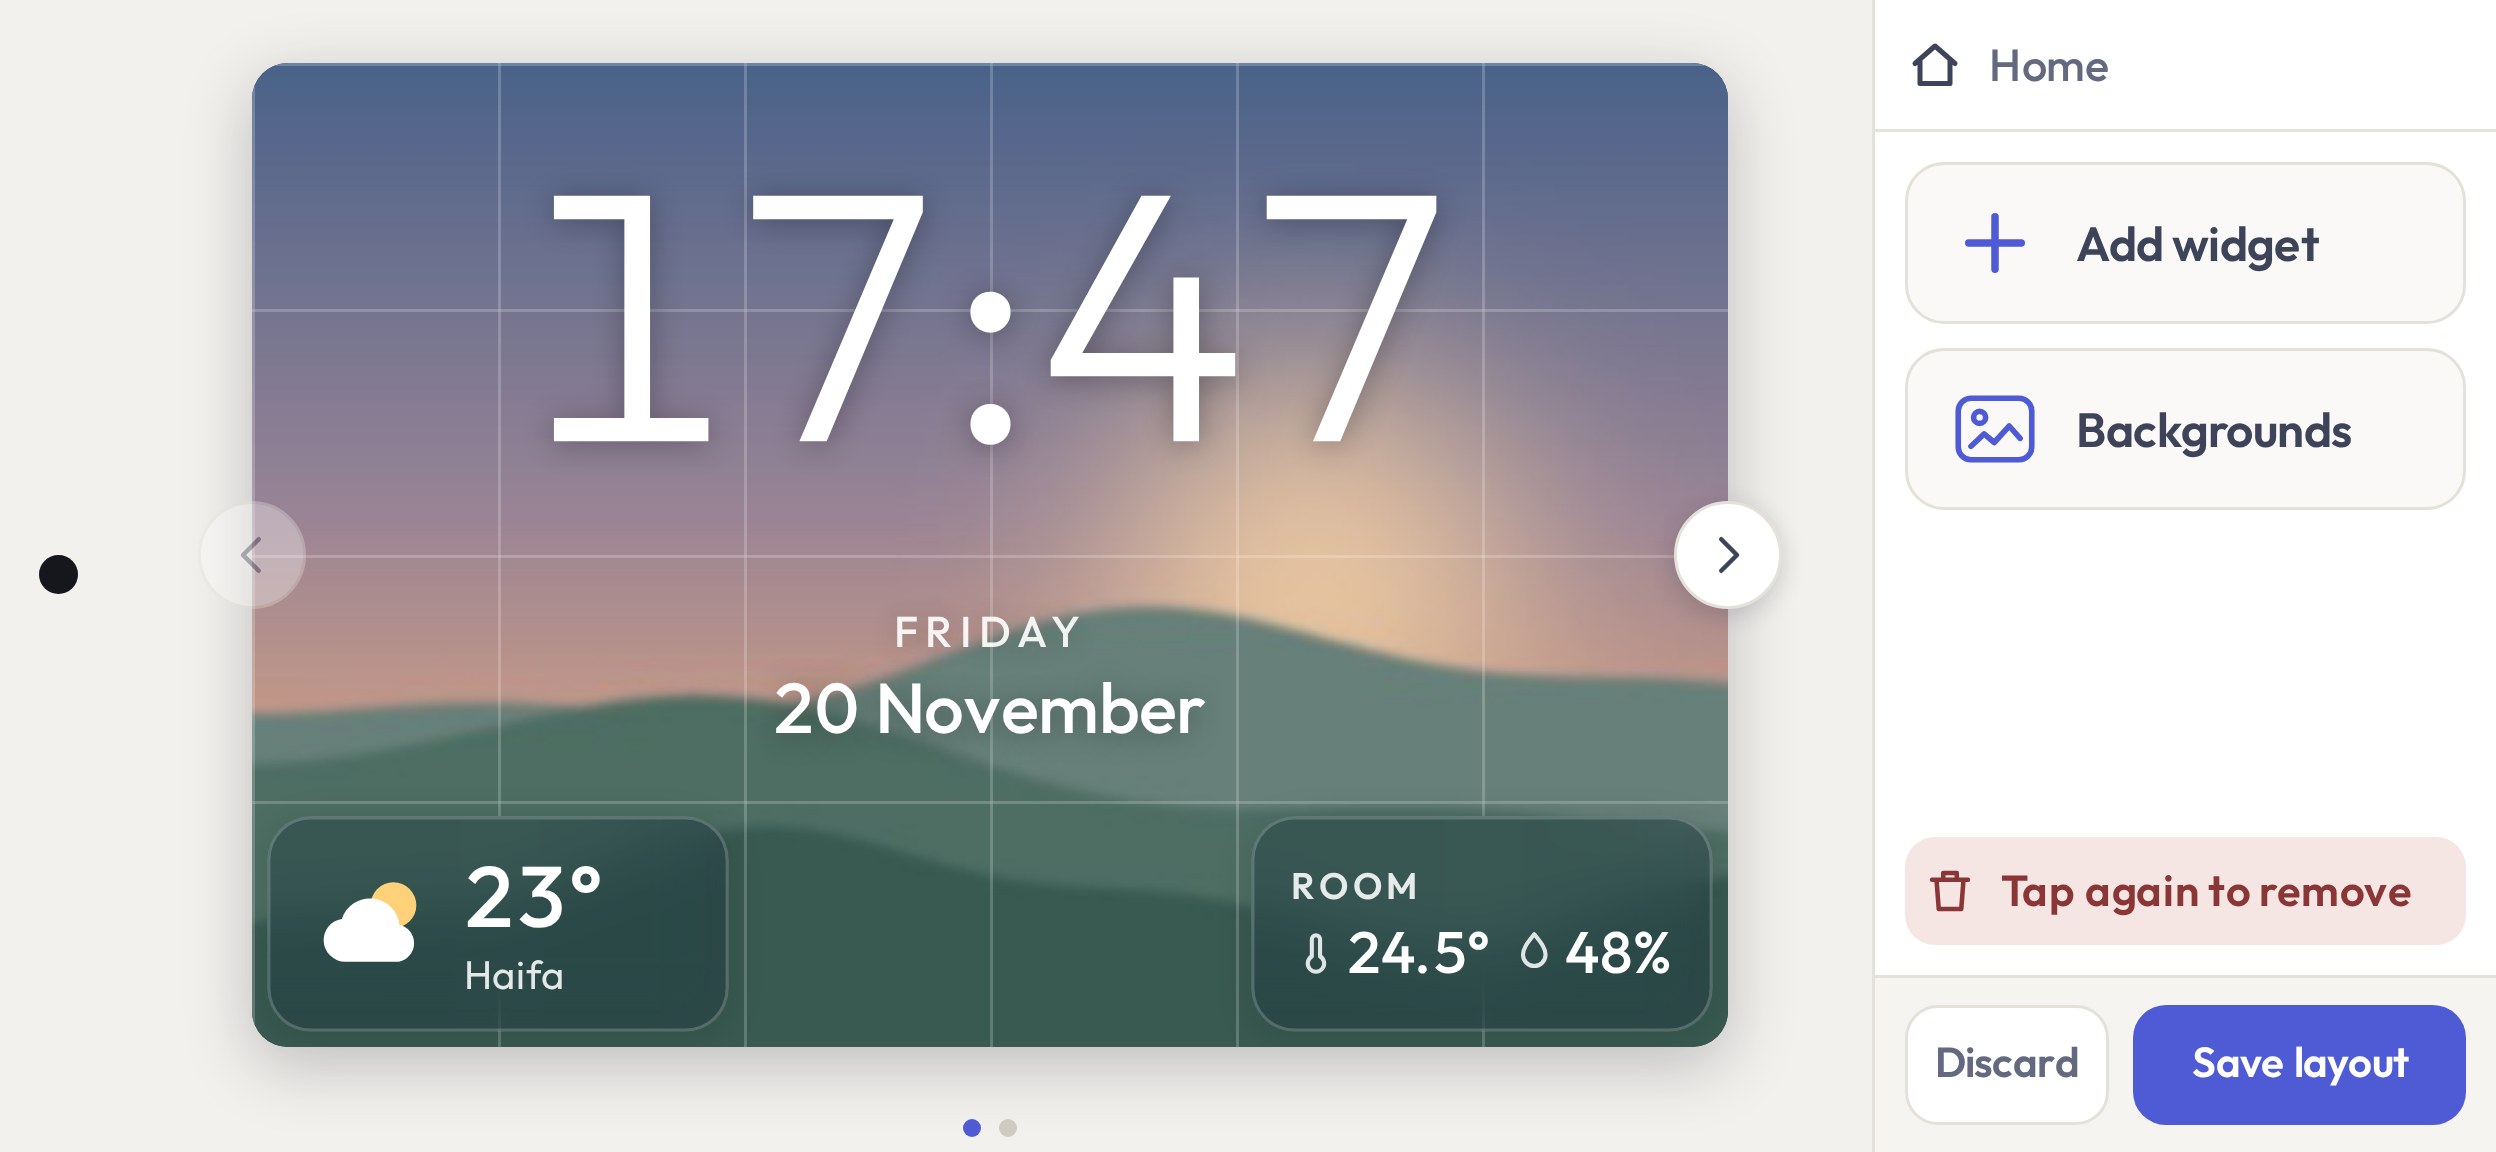 17:47
FRIDAY
20 November
23°
Haifa
ROOM
24.5° 48%
Home
Add widget
Backgrounds
Tap again to remove
Discard
Save layout